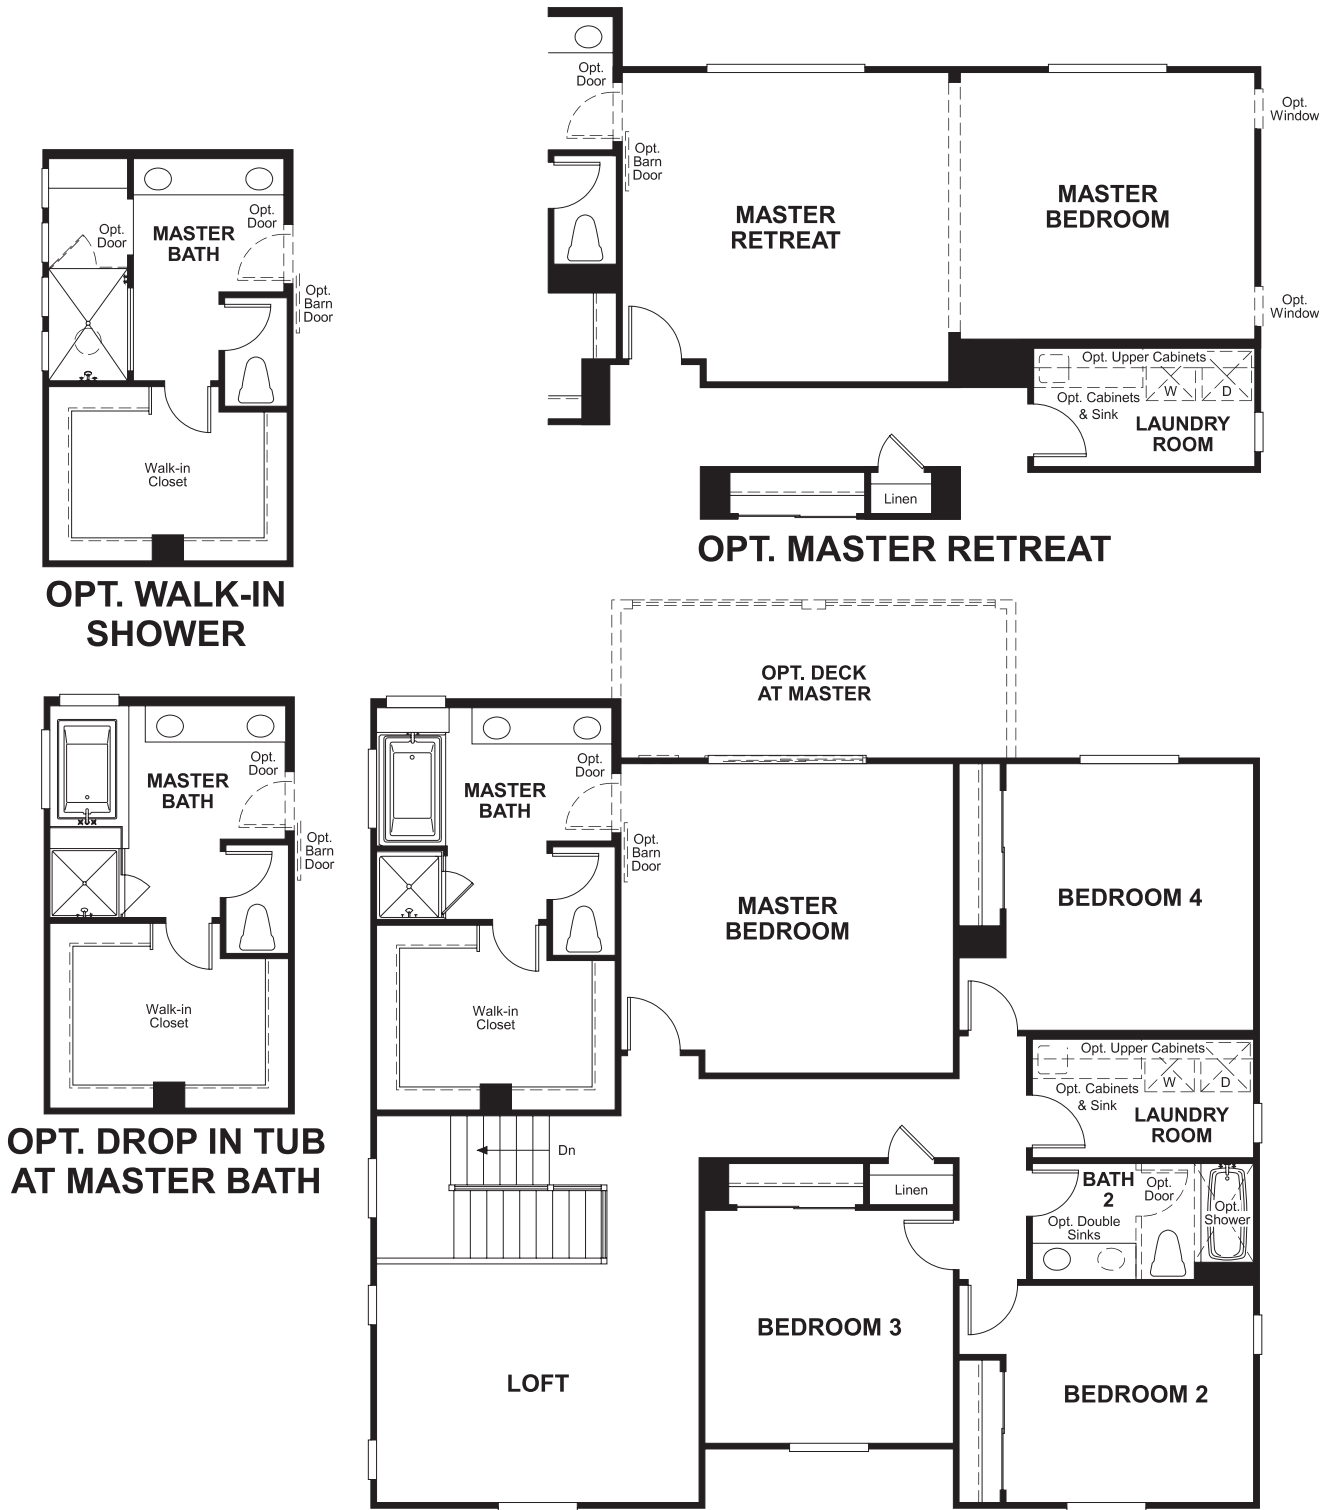 Opt.
Door
Opt.
Barn
Door
MASTER
RETREAT
MASTER
BEDROOM
Opt.
Window
Opt.
Window
Opt. Upper Cabinets
W
D
Opt. Cabinets
& Sink
LAUNDRY
ROOM
Linen
OPT. MASTER RETREAT
Opt.
Door
MASTER
BATH
Opt.
Door
Opt.
Barn
Door
Walk-in
Closet
OPT. WALK-IN
SHOWER
MASTER
BATH
Opt.
Door
Opt.
Barn
Door
Walk-in
Closet
OPT. DROP IN TUB
AT MASTER BATH
OPT. DECK
AT MASTER
MASTER
BATH
Opt.
Door
Opt.
Barn
Door
MASTER
BEDROOM
BEDROOM 4
Walk-in
Closet
Opt. Upper Cabinets
W
D
Opt. Cabinets
& Sink
LAUNDRY
ROOM
Dn
Linen
BATH
2
Opt.
Door
Opt.
Shower
Opt. Double
Sinks
BEDROOM 3
LOFT
BEDROOM 2